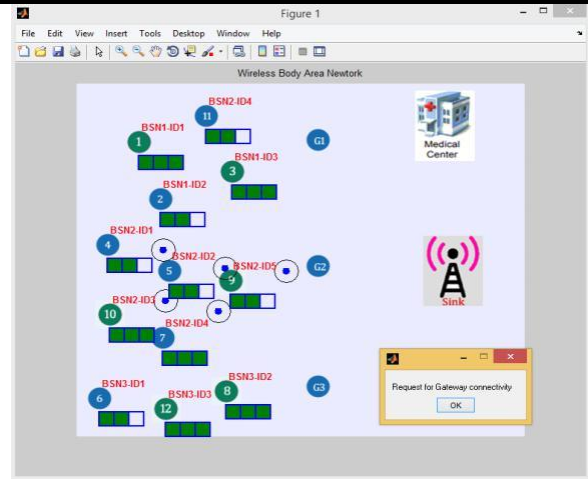 Figure 1
File Edit View Insert Tools Desktop Window Help
Wireless Body Area Newtork
BSN2-ID4
11
BSN1-ID1
1
G1
Medical
Center
BSN1-ID3
3
BSN1-ID2
2
BSN2-ID1
4
BSN2-ID2
5
BSN2-ID5
9
G2
Sink
BSN2-ID3
10
BSN2-ID4
7
Request for Gateway connectivity
OK
BSN3-ID1
6
BSN3-ID3
12
BSN3-ID2
8
G3